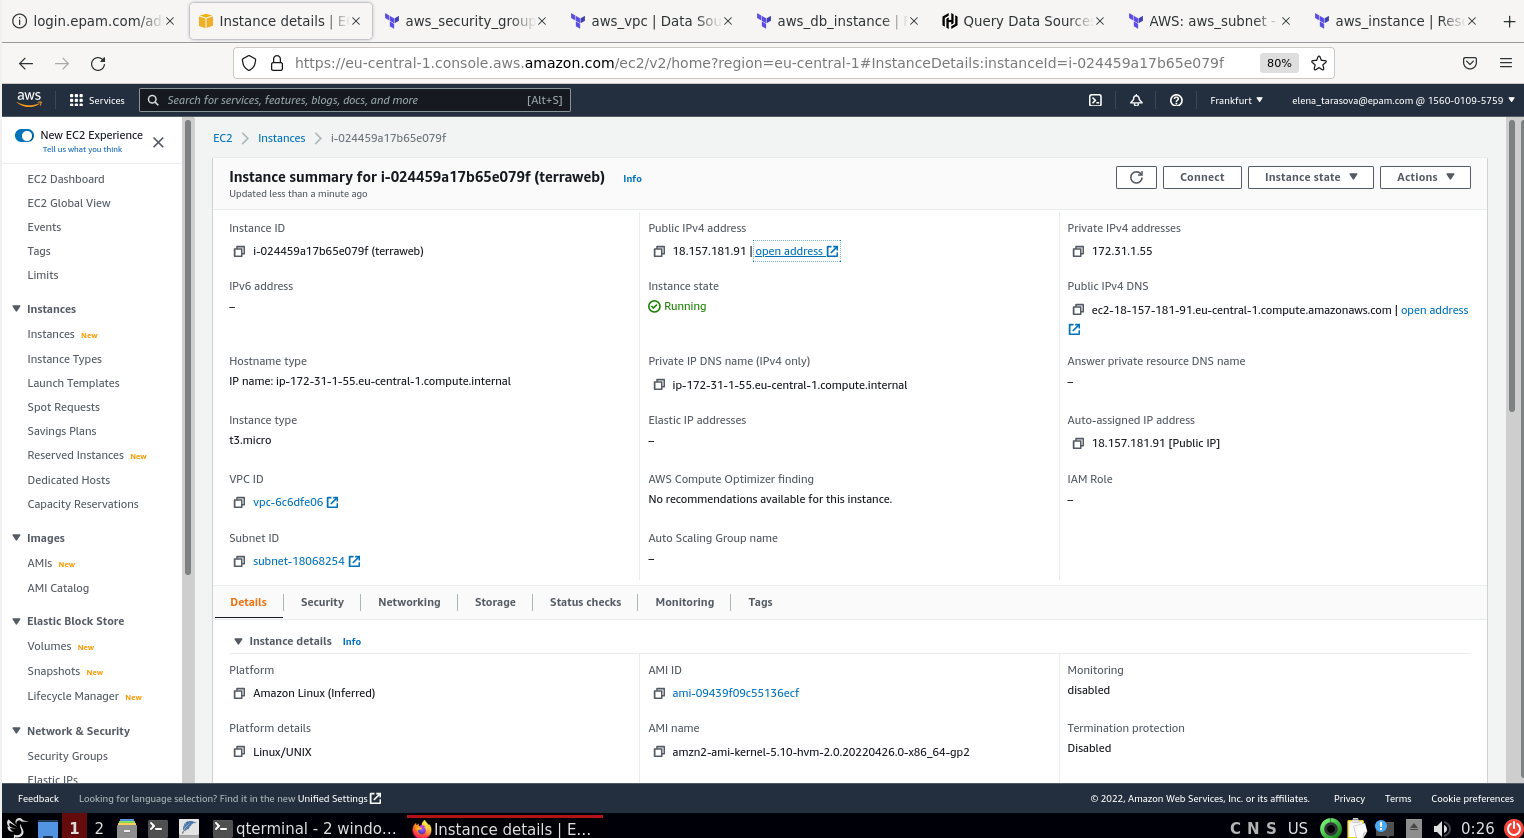 login.epam.com/ad
Instance details | E
aws_security_group
aws_vpc | Data Sou
aws_db_instance |
Query Data Source
AWS: aws_subnet -
aws_instance | Res
https://eu-central-1.console.aws.amazon.com/ec2/v2/home?region=eu-central-1#InstanceDetails:instanceId=i-024459a17b65e079f
80%
aws
Services
Search for services, features, blogs, docs, and more
[Alt+S]
Frankfurt
elena_tarasova@epam.com @ 1560-0109-5759
New EC2 Experience
Tell us what you think
EC2 Dashboard
EC2 Global View
Events
Tags
Limits
Instances
Instances New
Instance Types
Launch Templates
Spot Requests
Savings Plans
Reserved Instances New
Dedicated Hosts
Capacity Reservations
Images
AMIs New
AMI Catalog
Elastic Block Store
Volumes New
Snapshots New
Lifecycle Manager New
Network & Security
Security Groups
Elastic IPs
EC2
Instances
i-024459a17b65e079f
Instance summary for i-024459a17b65e079f (terraweb) Info
Updated less than a minute ago
Connect
Instance state
Actions
Instance ID
i-024459a17b65e079f (terraweb)
Public IPv4 address
18.157.181.91 | open address
Private IPv4 addresses
172.31.1.55
IPv6 address
–
Instance state
Running
Public IPv4 DNS
ec2-18-157-181-91.eu-central-1.compute.amazonaws.com | open address
Hostname type
IP name: ip-172-31-1-55.eu-central-1.compute.internal
Private IP DNS name (IPv4 only)
ip-172-31-1-55.eu-central-1.compute.internal
Answer private resource DNS name
–
Instance type
t3.micro
Elastic IP addresses
–
Auto-assigned IP address
18.157.181.91 [Public IP]
VPC ID
vpc-6c6dfe06
AWS Compute Optimizer finding
No recommendations available for this instance.
IAM Role
–
Subnet ID
subnet-18068254
Auto Scaling Group name
–
Details
Security
Networking
Storage
Status checks
Monitoring
Tags
Instance details Info
Platform
Amazon Linux (Inferred)
AMI ID
ami-09439f09c55136ecf
Monitoring
disabled
Platform details
Linux/UNIX
AMI name
amzn2-ami-kernel-5.10-hvm-2.0.20220426.0-x86_64-gp2
Termination protection
Disabled
Feedback
Looking for language selection? Find it in the new Unified Settings
© 2022, Amazon Web Services, Inc. or its affiliates.
Privacy
Terms
Cookie preferences
1
2
qterminal - 2 windo...
Instance details | E...
C N S
US
0:26